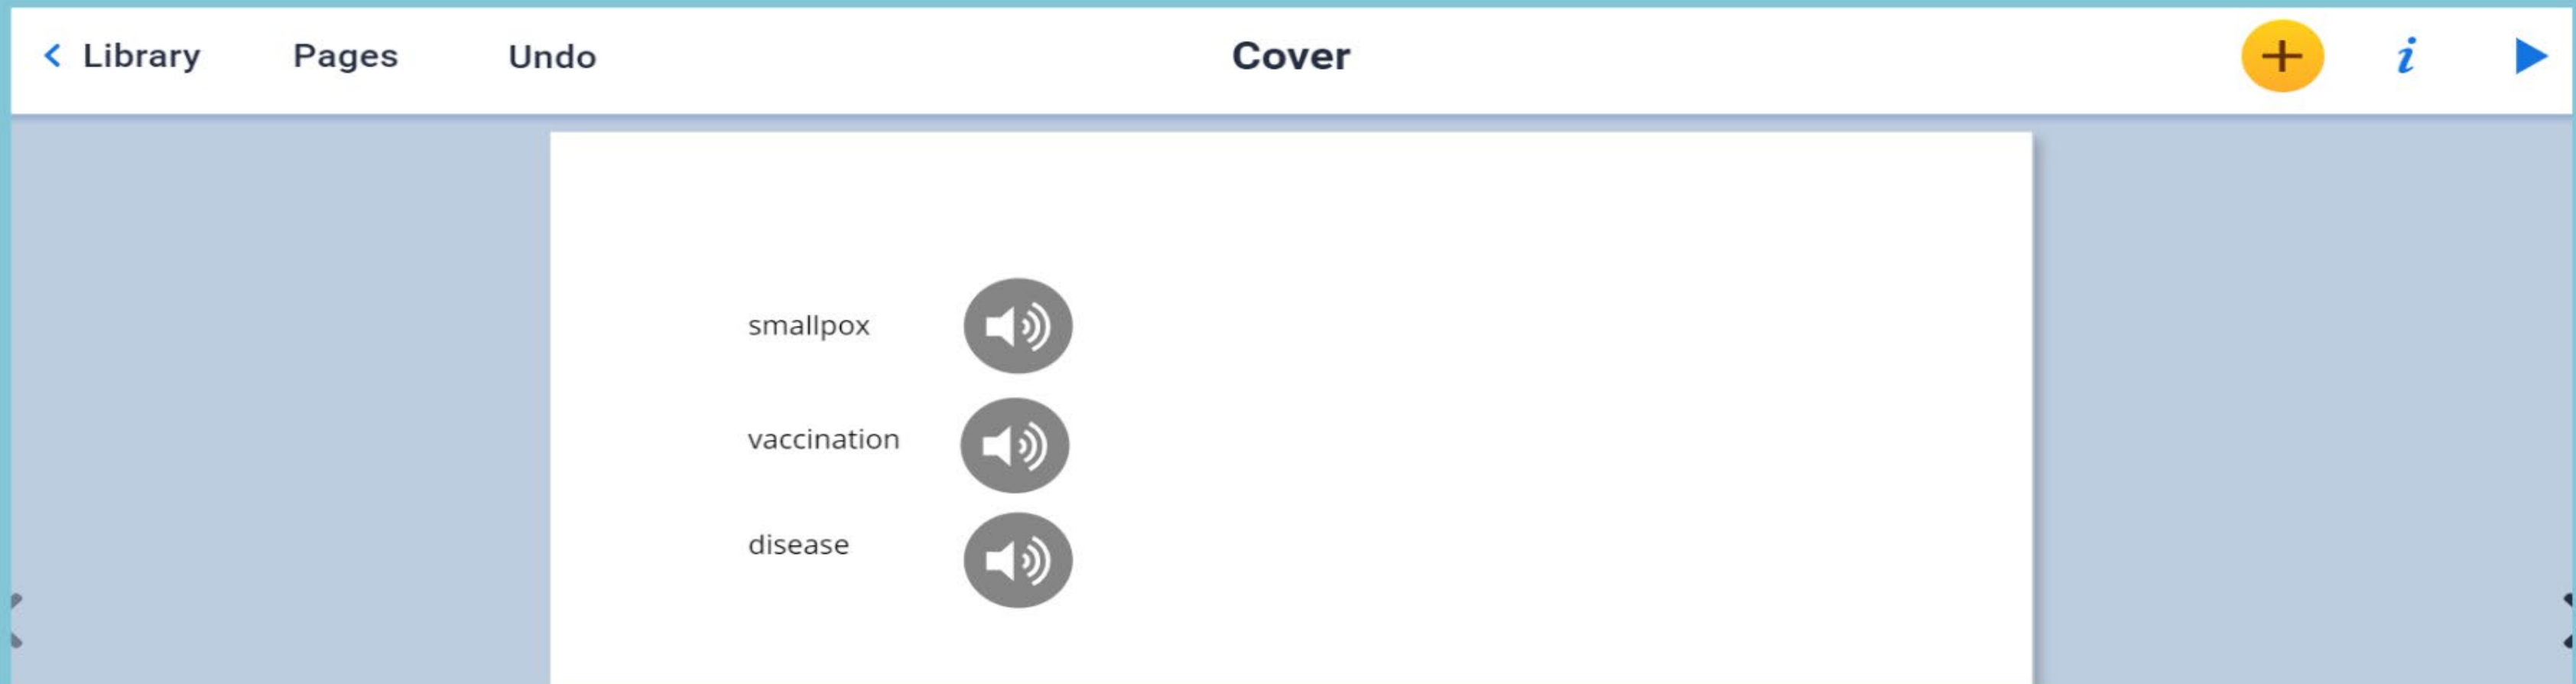 Library Pages Undo Cover
smallpox
vaccination
disease